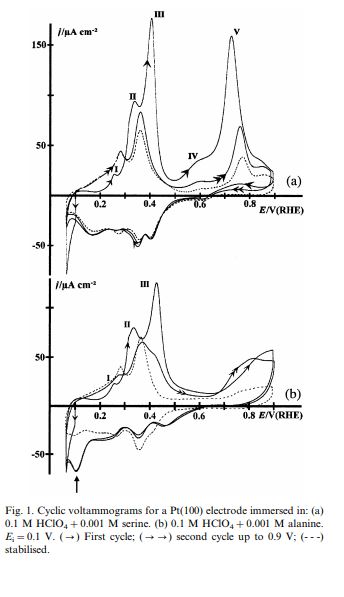 III
j/μA cm⁻²
V
150
II
50
I
IV
(a)
0.2 0.4 0.6 0.8
E/V(RHE)
-50
j/μA cm⁻²
III
II
50
I
(b)
0.2 0.4 0.6 0.8
E/V(RHE)
-50
Fig. 1. Cyclic voltammograms for a Pt(100) electrode immersed in: (a)
0.1 M HClO₄ + 0.001 M serine. (b) 0.1 M HClO₄ + 0.001 M alanine.
Eᵢ = 0.1 V. (→) First cycle; (→→) second cycle up to 0.9 V; (- - -)
stabilised.